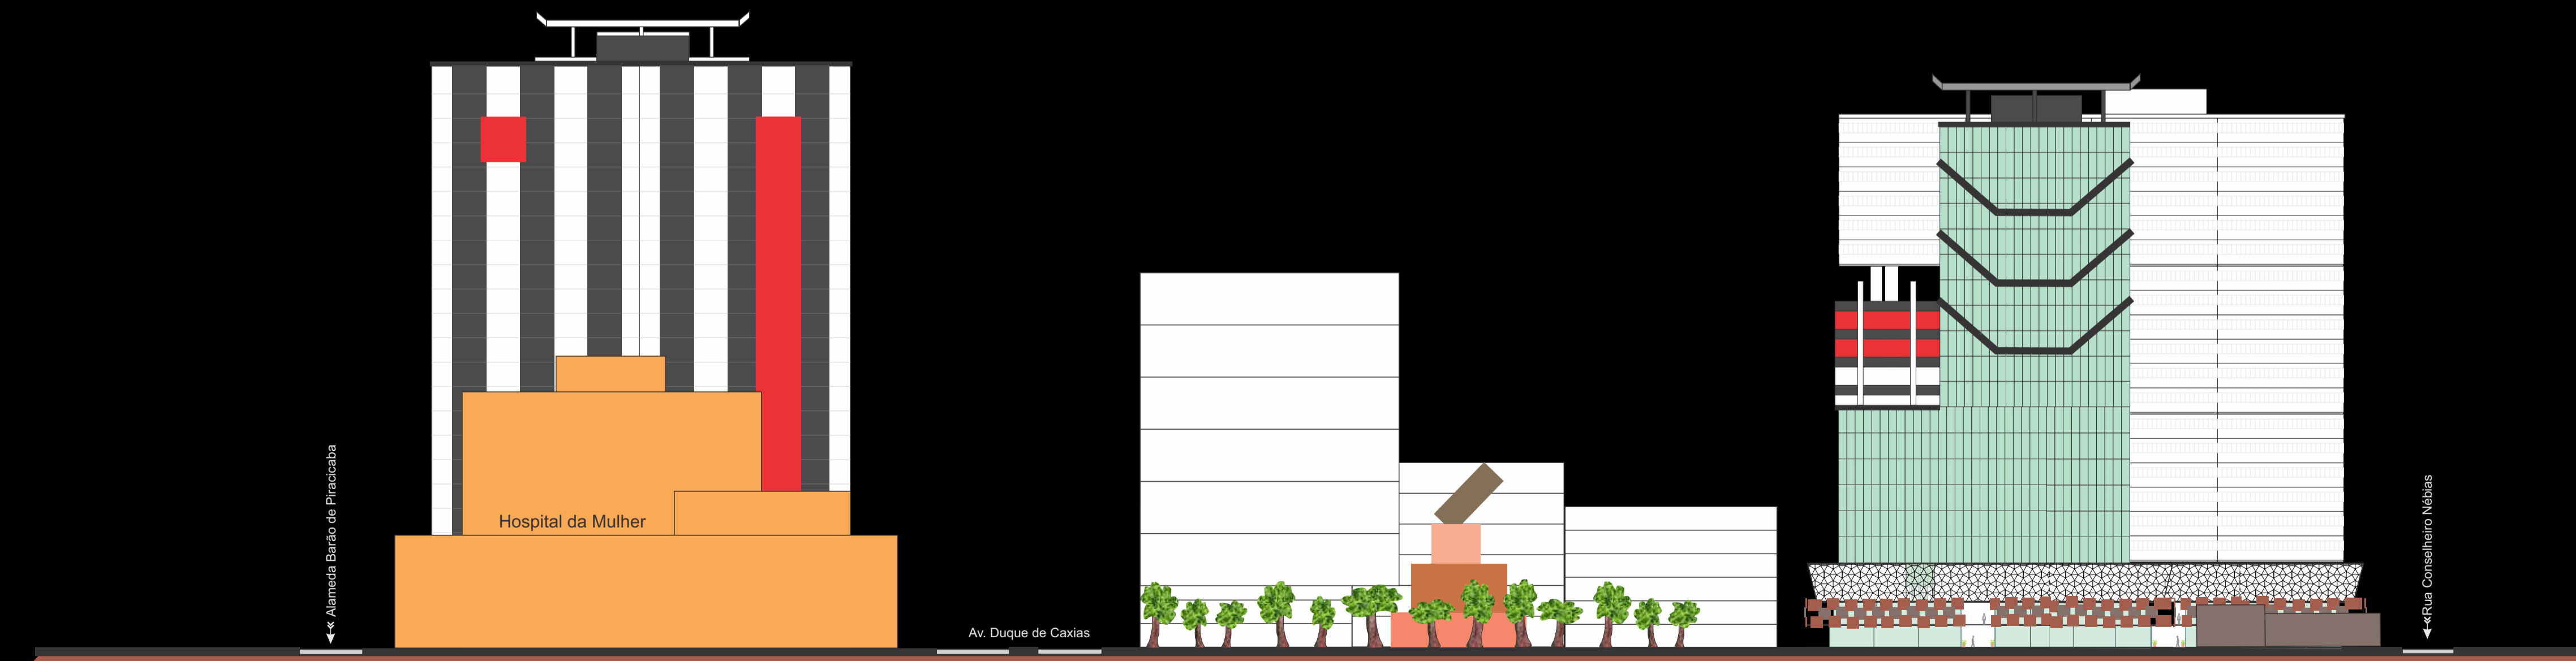 Alameda Barão de Piracicaba
Hospital da Mulher
Av. Duque de Caxias
Rua Conselheiro Nébias